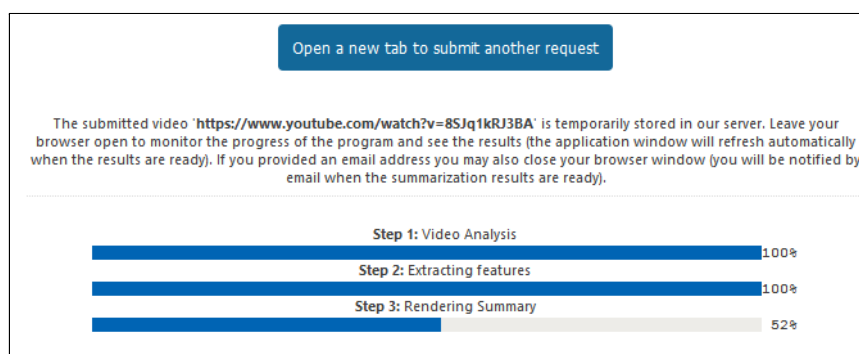 Open a new tab to submit another request
The submitted video 'https://www.youtube.com/watch?v=8SJq1kRJ3BA' is temporarily stored in our server. Leave your
browser open to monitor the progress of the program and see the results (the application window will refresh automatically
when the results are ready). If you provided an email address you may also close your browser window (you will be notified by
email when the summarization results are ready).
Step 1: Video Analysis
100%
Step 2: Extracting features
100%
Step 3: Rendering Summary
52%